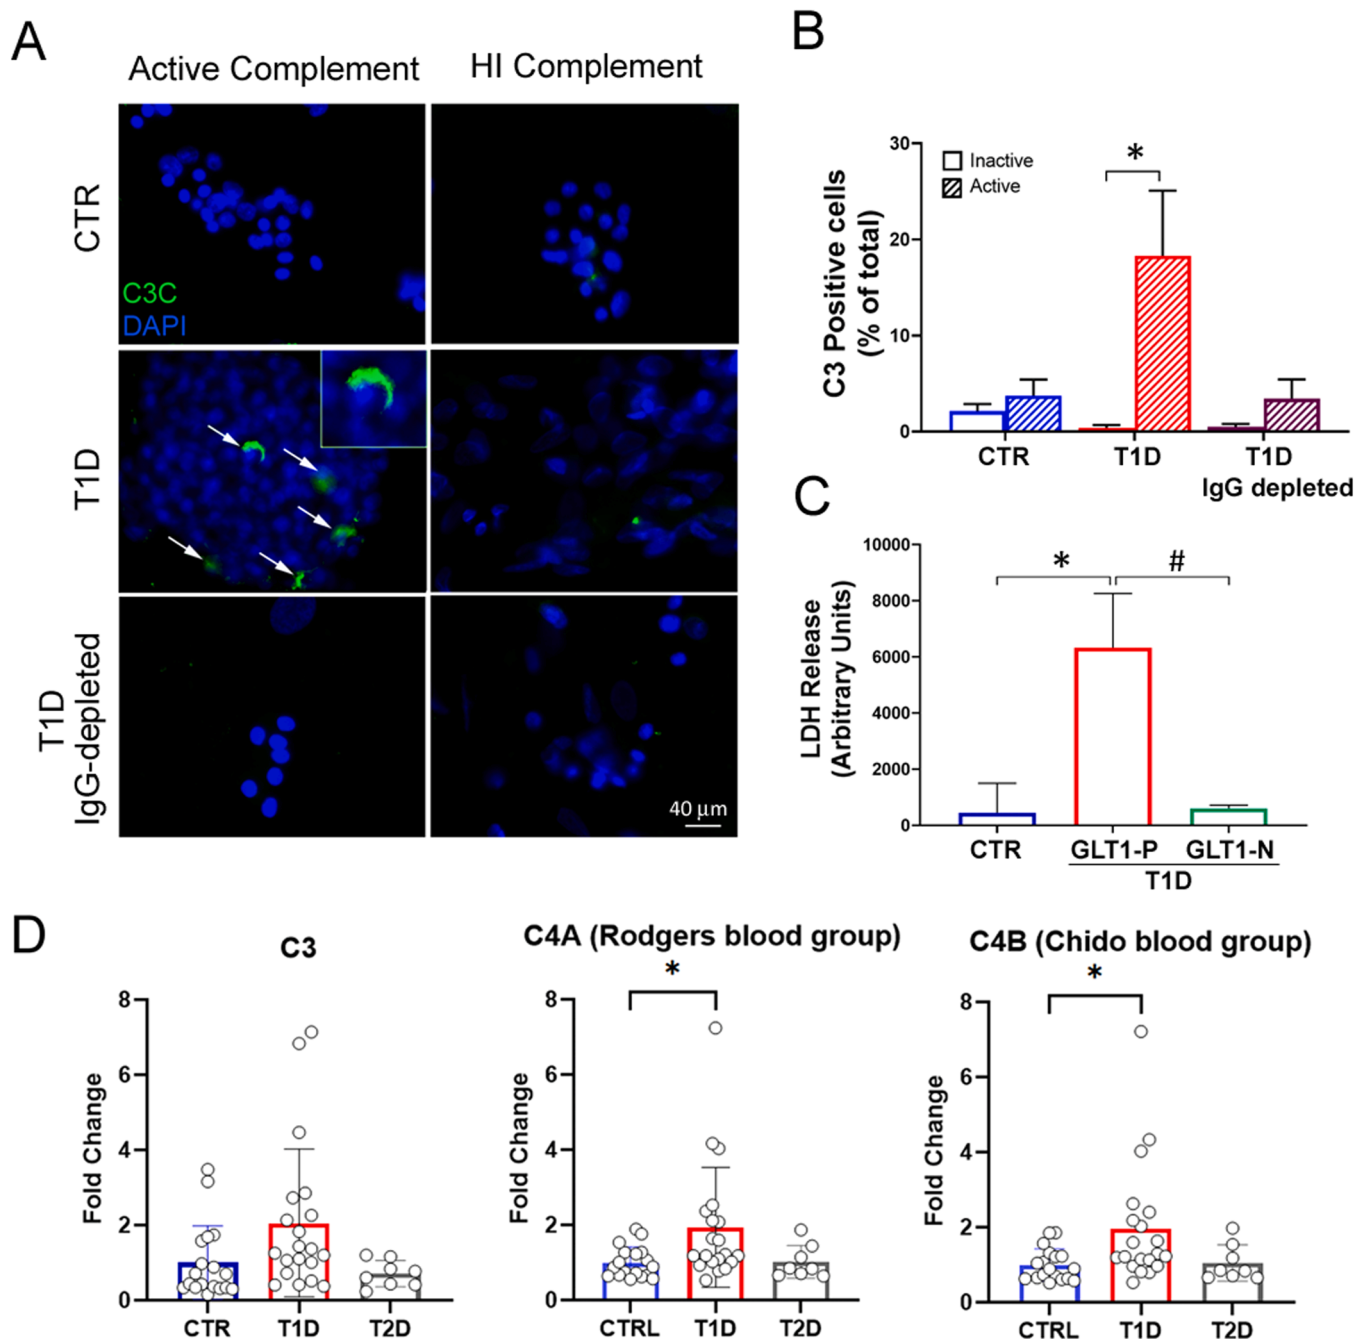 A
Active Complement
HI Complement
CTR
C3C
DAPI
T1D
T1D
IgG-depleted
40 μm
B
C3 Positive cells
(% of total)
30
20
10
0
Inactive
Active
*
CTR
T1D
T1D
IgG depleted
C
LDH Release
(Arbitrary Units)
10000
8000
6000
4000
2000
0
*
#
CTR
GLT1-P
GLT1-N
T1D
D
C3
Fold Change
8
6
4
2
0
CTR
T1D
T2D
C4A (Rodgers blood group)
*
Fold Change
8
6
4
2
0
CTRL
T1D
T2D
C4B (Chido blood group)
*
Fold Change
8
6
4
2
0
CTRL
T1D
T2D